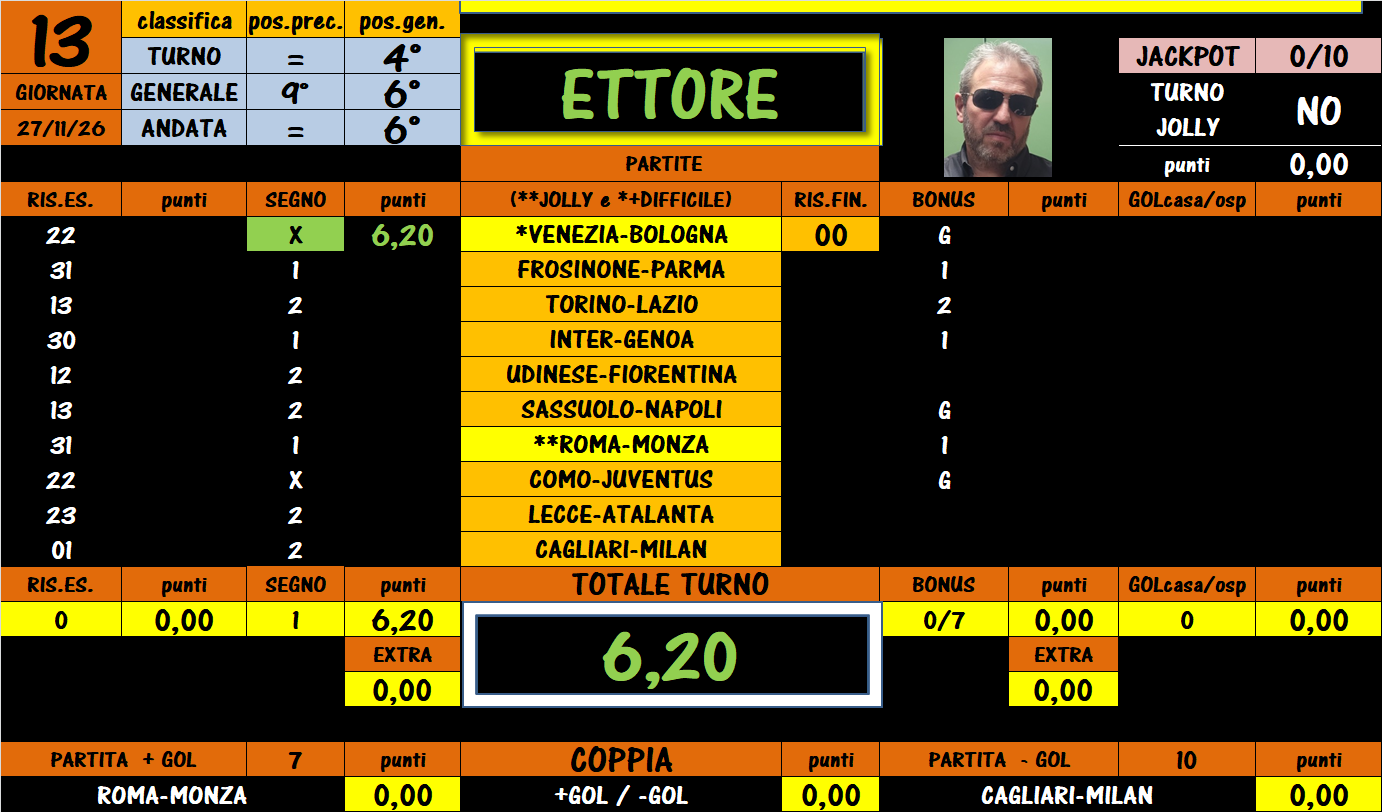 13 classifica pos.prec. pos.gen.
TURNO = 4°
GIORNATA GENERALE 9° 6°
27/11/26 ANDATA = 6°
ETTORE
JACKPOT 0/10
TURNO JOLLY NO
punti 0,00
PARTITE
RIS.ES. punti SEGNO punti (**JOLLY e *+DIFFICILE) RIS.FIN. BONUS punti GOLcasa/osp punti
22 X 6,20 *VENEZIA-BOLOGNA 00 G
31 1 FROSINONE-PARMA 1
13 2 TORINO-LAZIO 2
30 1 INTER-GENOA 1
12 2 UDINESE-FIORENTINA
13 2 SASSUOLO-NAPOLI G
31 1 **ROMA-MONZA 1
22 X COMO-JUVENTUS G
23 2 LECCE-ATALANTA
01 2 CAGLIARI-MILAN
RIS.ES. punti SEGNO punti TOTALE TURNO BONUS punti GOLcasa/osp punti
0 0,00 1 6,20 6,20 0/7 0,00 0 0,00
EXTRA EXTRA
0,00 0,00
PARTITA + GOL 7 punti COPPIA punti PARTITA - GOL 10 punti
ROMA-MONZA 0,00 +GOL / -GOL 0,00 CAGLIARI-MILAN 0,00